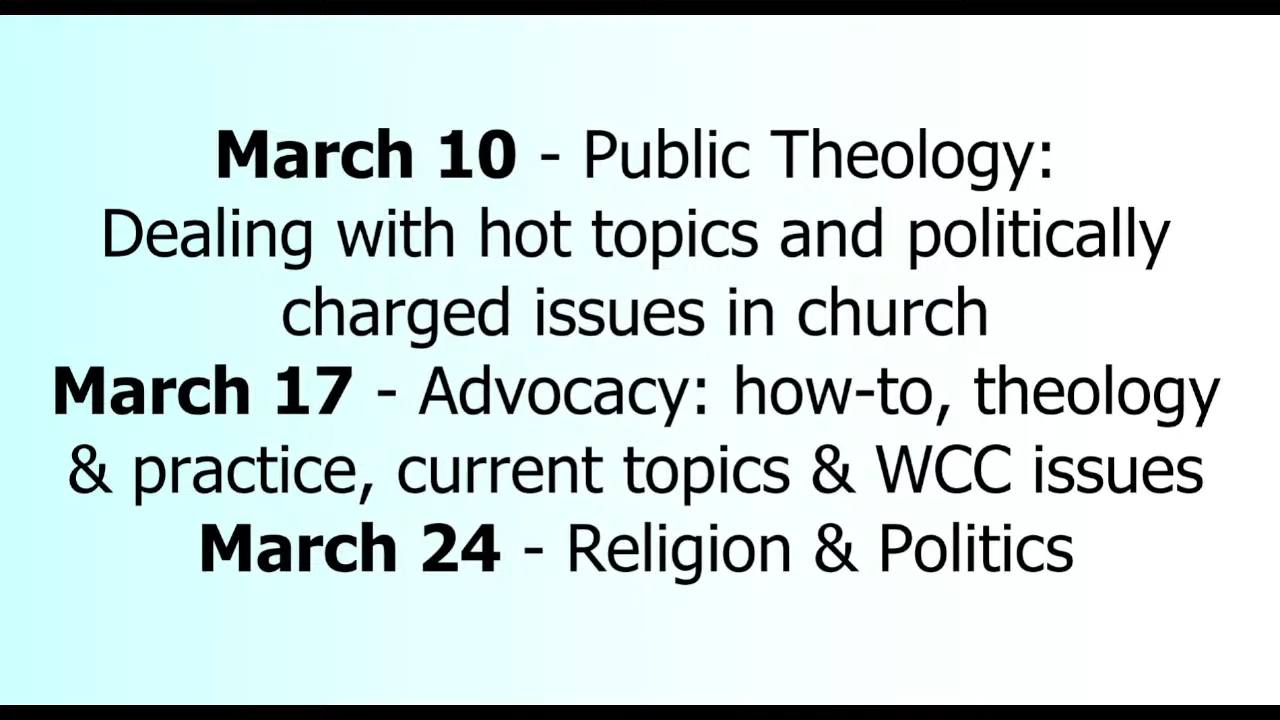 March 10 - Public Theology:
Dealing with hot topics and politically
charged issues in church
March 17 - Advocacy: how-to, theology
& practice, current topics & WCC issues
March 24 - Religion & Politics